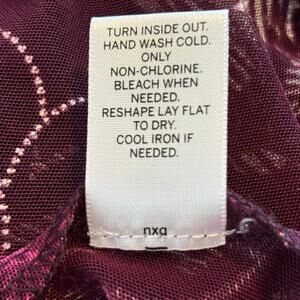 TURN INSIDE OUT.
HAND WASH COLD.
ONLY
NON-CHLORINE.
BLEACH WHEN
NEEDED.
RESHAPE LAY FLAT
TO DRY.
COOL IRON IF
NEEDED.